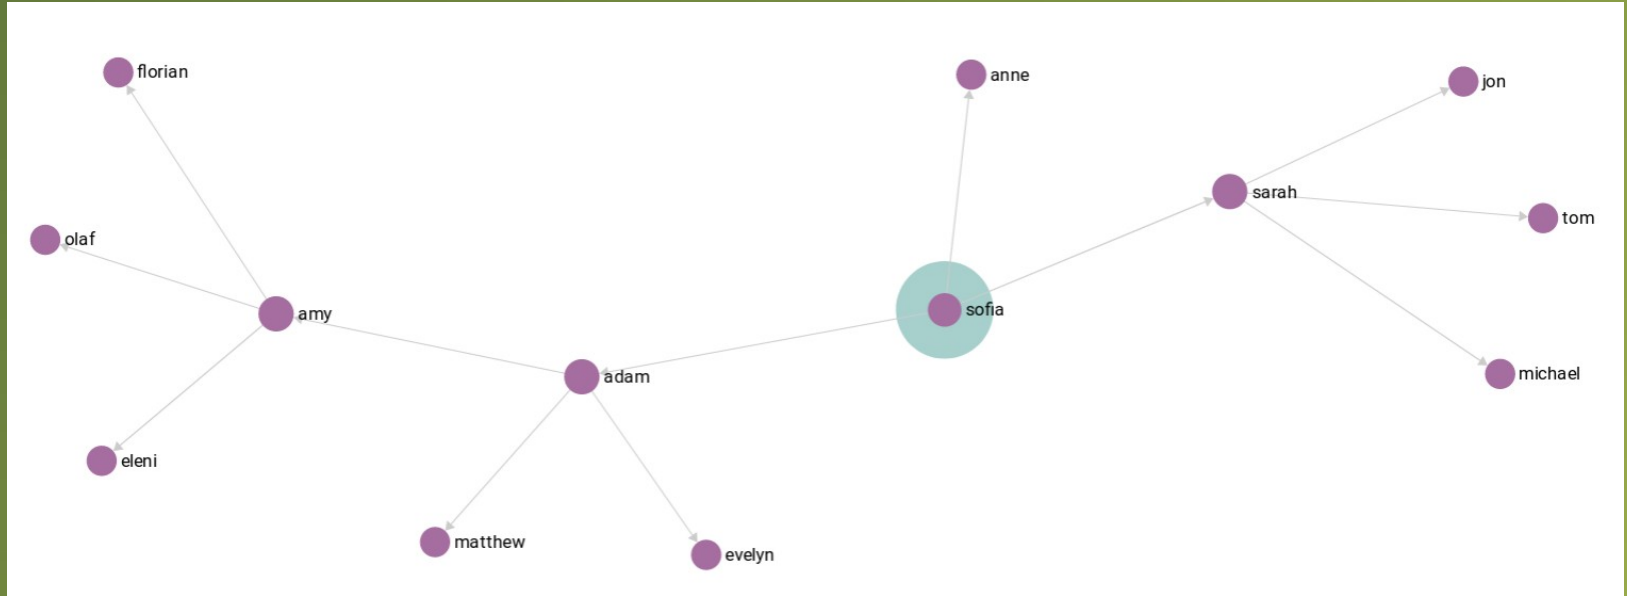 florian
anne
jon
sarah
tom
olaf
sofia
amy
michael
adam
eleni
matthew
evelyn